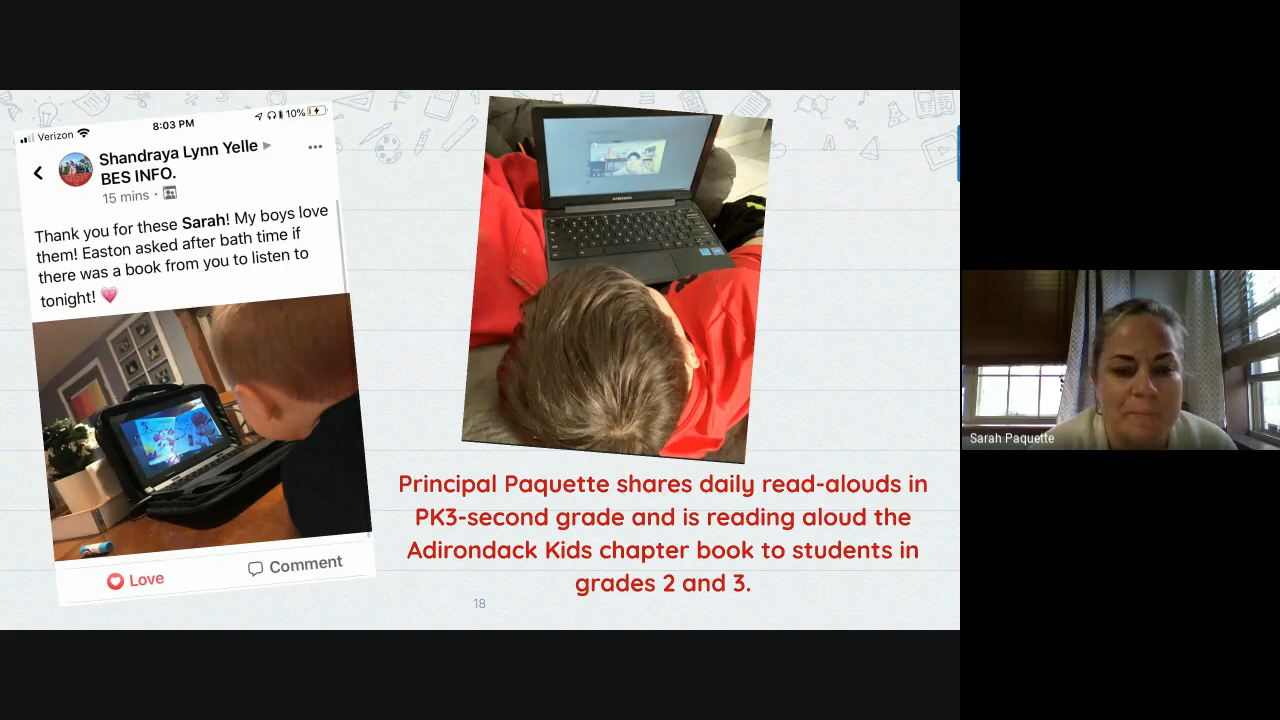 Verizon 8:03 PM 10%
Shandraya Lynn Yelle
BES INFO.
15 mins
Thank you for these Sarah! My boys love
them! Easton asked after bath time if
there was a book from you to listen to
tonight!
Love Comment
SAMSUNG
Principal Paquette shares daily read-alouds in
PK3-second grade and is reading aloud the
Adirondack Kids chapter book to students in
grades 2 and 3.
18
Sarah Paquette